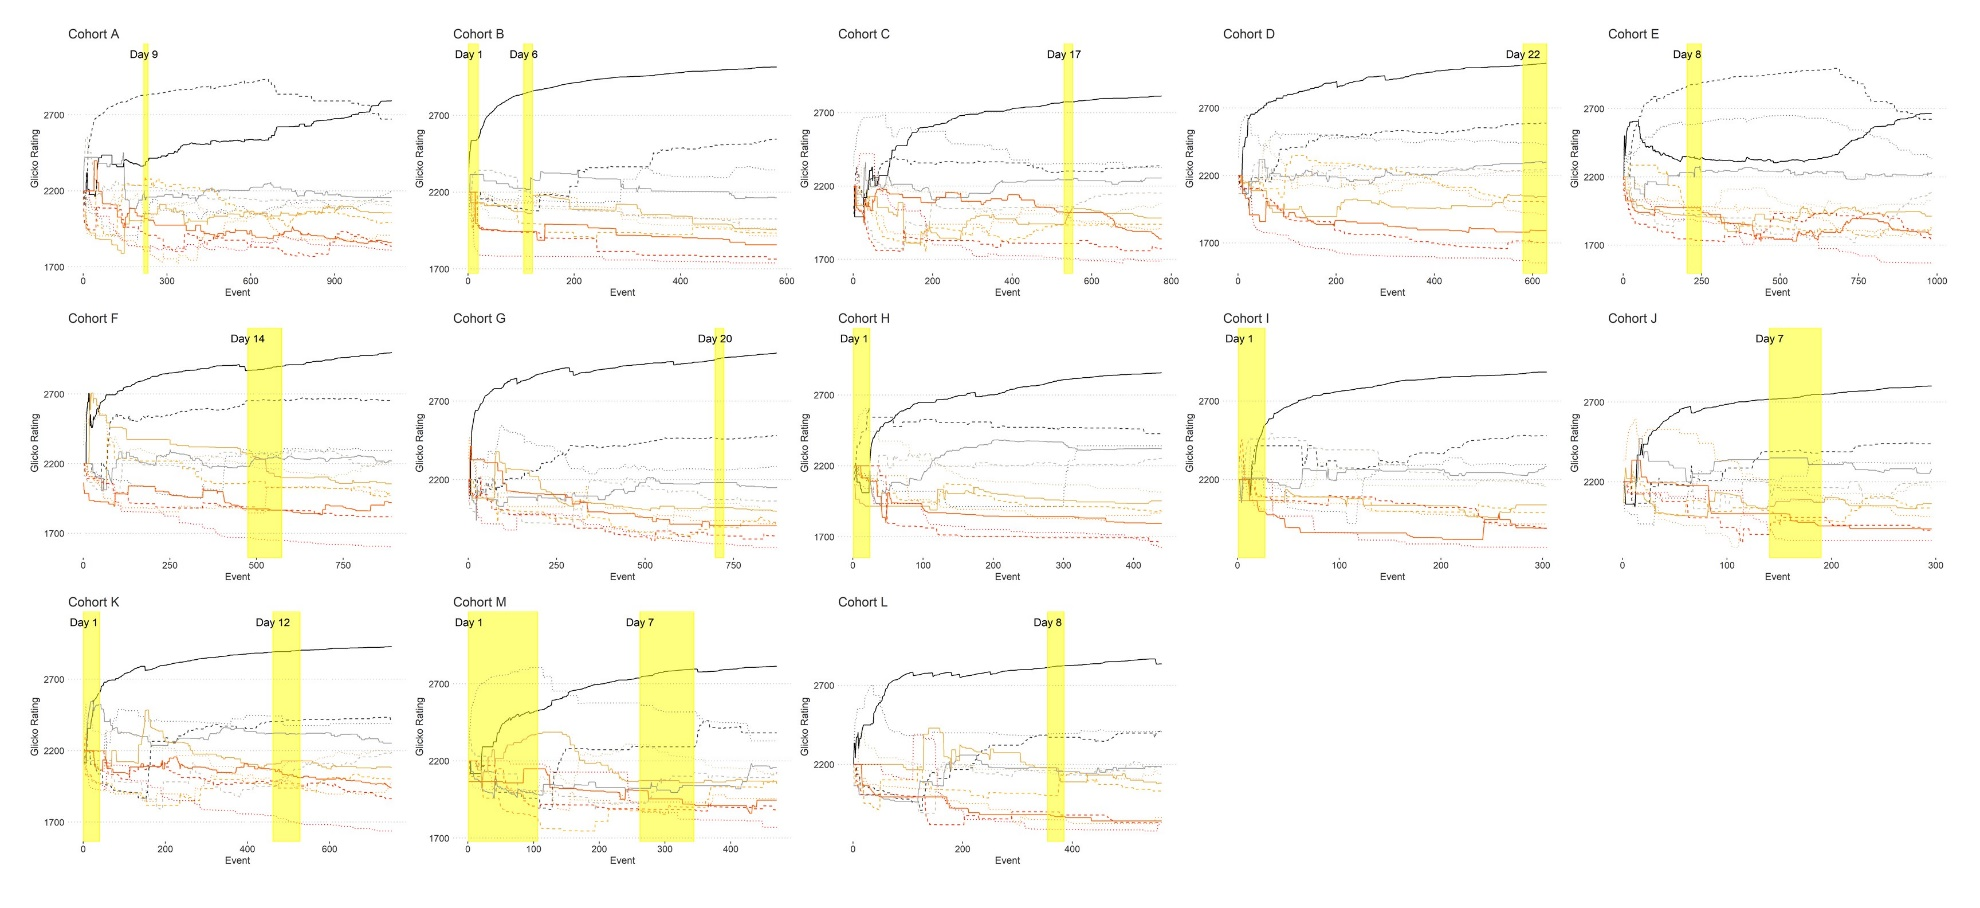 Cohort A
Day 9
Glicko Rating
2700
2200
1700
0 300 600 900
Event
Cohort B
Day 1 Day 6
Glicko Rating
2700
2200
1700
0 200 400 600
Event
Cohort C
Day 17
Glicko Rating
2700
2200
1700
0 200 400 600 800
Event
Cohort D
Day 22
Glicko Rating
2700
2200
1700
0 200 400 600
Event
Cohort E
Day 8
Glicko Rating
2700
2200
1700
0 250 500 750 1000
Event
Cohort F
Day 14
Glicko Rating
2700
2200
1700
0 250 500 750
Event
Cohort G
Day 20
Glicko Rating
2700
2200
0 250 500 750
Event
Cohort H
Day 1
Glicko Rating
2700
2200
1700
0 100 200 300 400
Event
Cohort I
Day 1
Glicko Rating
2700
2200
0 100 200 300
Event
Cohort J
Day 7
Glicko Rating
2700
2200
0 100 200 300
Event
Cohort K
Day 1 Day 12
Glicko Rating
2700
2200
1700
0 200 400 600
Event
Cohort M
Day 1 Day 7
Glicko Rating
2700
2200
1700
0 100 200 300 400
Event
Cohort L
Day 8
Glicko Rating
2700
2200
0 200 400
Event